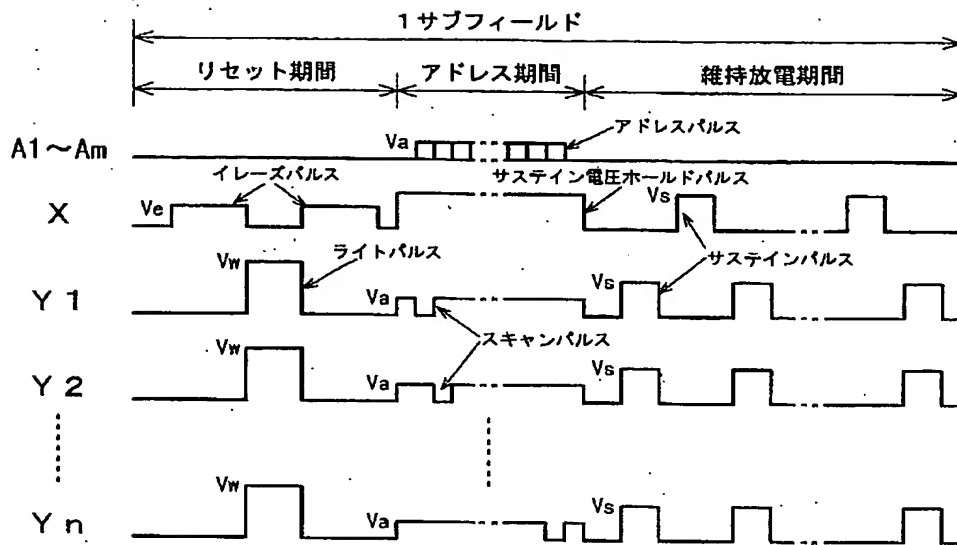 1サブフィールド
リセット期間 アドレス期間 維持放電期間
Va アドレスパルス
A1~Am
イレーズパルス サステイン電圧ホールドパルス
X Ve Vs
Vw ライトパルス サステインパルス
Y1 Va Vs
スキャンパルス
Vw
Y2 Va Vs
Vw
Yn Va Vs